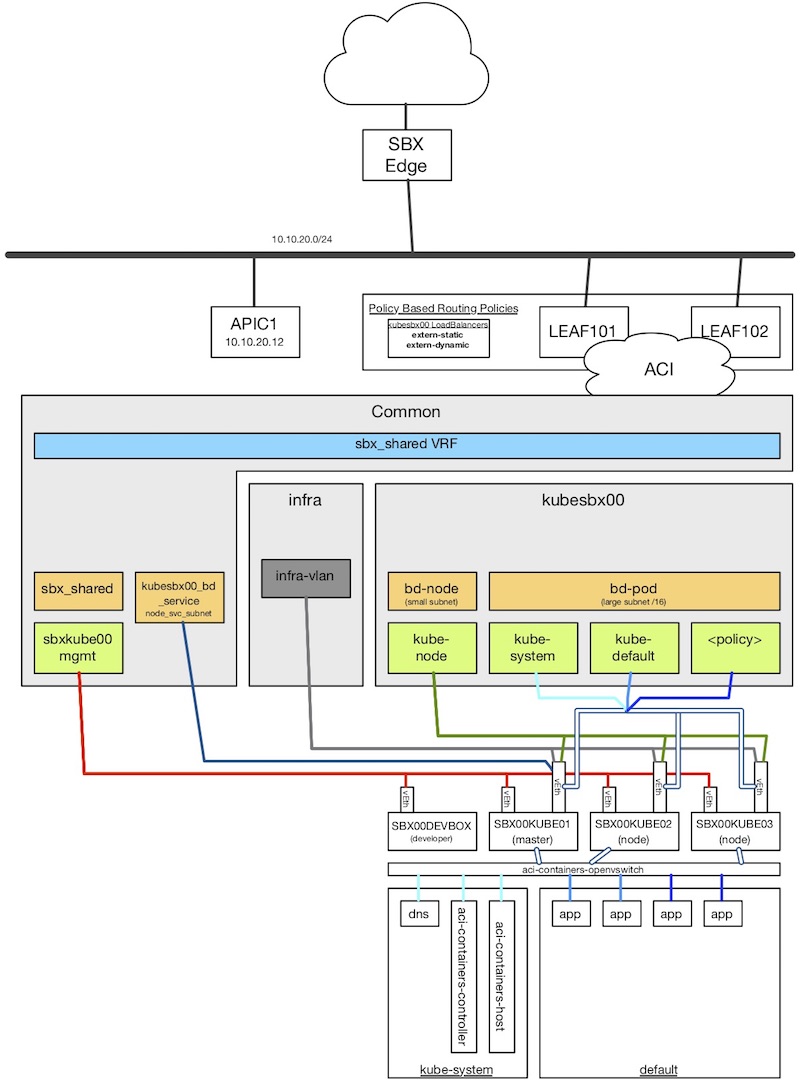 SBX
Edge
10.10.20.0/24
APIC1
10.10.20.12
Policy Based Routing Policies
kubesbx00 LoadBalancers
extern-static
extern-dynamic
LEAF101
LEAF102
ACI
Common
sbx_shared VRF
infra
kubesbx00
sbx_shared
kubesbx00_bd
_service
node_svc_subnet
infra-vlan
bd-node
(small subnet)
bd-pod
(large subnet /16)
sbxkube00
mgmt
kube-
node
kube-
system
kube-
default
<policy>
vEth
vEth
vEth
vEth
vEth
vEth
vEth
SBX00DEVBOX
(developer)
SBX00KUBE01
(master)
SBX00KUBE02
(node)
SBX00KUBE03
(node)
aci-containers-openvswitch
dns
aci-containers-controller
aci-containers-host
app
app
app
app
kube-system
default